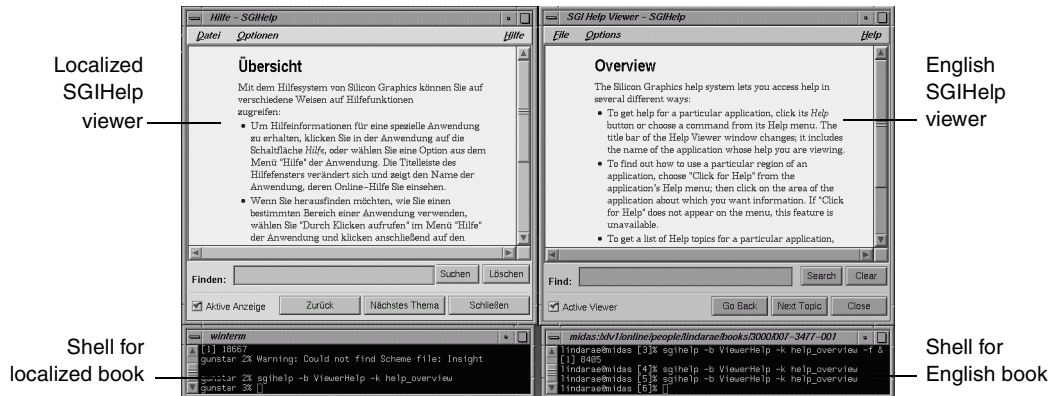 Localized
SGIHelp
viewer
Hilfe – SGIHelp
Datei Optionen Hilfe
Übersicht
Mit dem Hilfesystem von Silicon Graphics können Sie auf
verschiedene Weisen auf Hilfefunktionen
zugreifen:
• Um Hilfeinformationen für eine spezielle Anwendung
zu erhalten, klicken Sie in der Anwendung auf die
Schaltfläche Hilfe, oder wählen Sie eine Option aus dem
Menü "Hilfe" der Anwendung. Die Titelleiste des
Hilfefensters verändert sich und zeigt den Name der
Anwendung, deren Online-Hilfe Sie einsehen.
• Wenn Sie herausfinden möchten, wie Sie einen
bestimmten Bereich einer Anwendung verwenden,
wählen Sie "Durch Klicken aufrufen" im Menü "Hilfe"
der Anwendung und klicken anschließend auf den
Finden: Suchen Löschen
Aktive Anzeige Zurück Nächstes Thema Schließen
SGI Help Viewer – SGIHelp
File Options Help
Overview
The Silicon Graphics help system lets you access help in
several different ways:
• To get help for a particular application, click its Help
button or choose a command from its Help menu. The
title bar of the Help Viewer window changes; it includes
the name of the application whose help you are viewing.
• To find out how to use a particular region of an
application, choose "Click for Help" from the
application's Help menu; then click on the area of the
application about which you want information. If "Click
for Help" does not appear on the menu, this feature is
unavailable.
• To get a list of Help topics for a particular application,
Find: Search Clear
Active Viewer Go Back Next Topic Close
English
SGIHelp
viewer
Shell for
localized book
winterm
[1] 18667
gunstar 2% Warning: Could not find Scheme file: Insight
gunstar 2% sgihelp -b ViewerHelp -k help_overview
gunstar 3%
midas:/dv1/online/people/lindarae/books/3000/007-3477-001
lindarae@midas [3]% sgihelp -b ViewerHelp -k help_overview -f &
[1] 8405
lindarae@midas [4]% sgihelp -b ViewerHelp -k help_overview
lindarae@midas [5]% sgihelp -b ViewerHelp -k help_overview
lindarae@midas [6]%
Shell for
English book